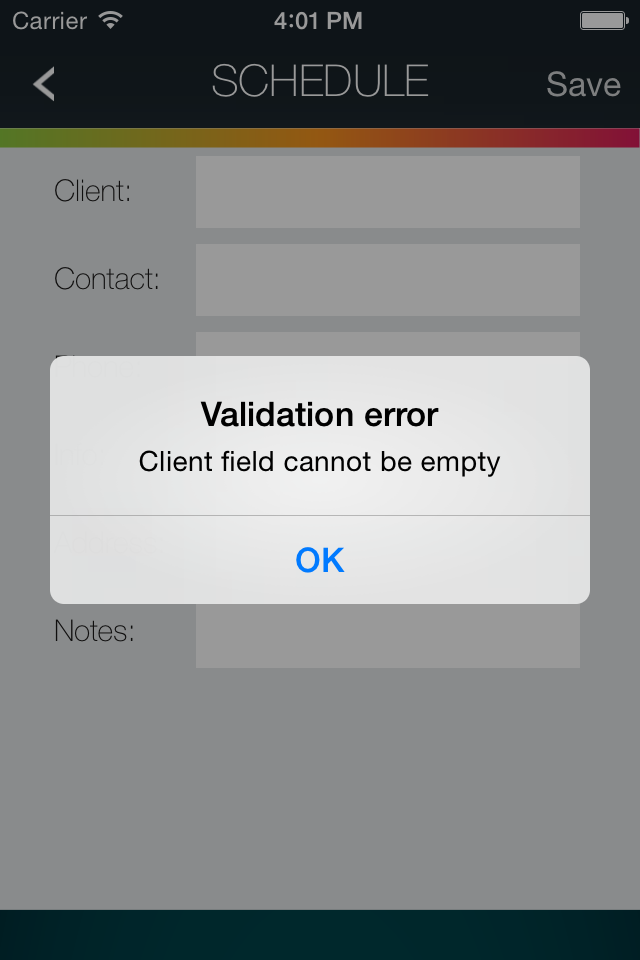 Carrier 4:01 PM
SCHEDULE Save
Client:
Contact:
Validation error
Client field cannot be empty
OK
Notes: